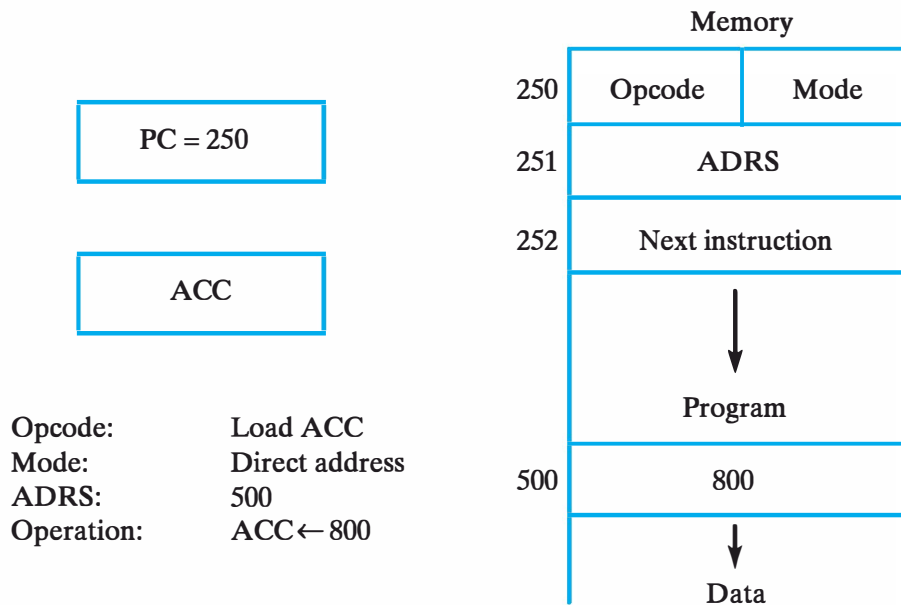 Memory
250 Opcode Mode
PC = 250
251 ADRS
252 Next instruction
ACC
Program
Opcode: Load ACC
Mode: Direct address
ADRS: 500
Operation: ACC ← 800
500 800
Data